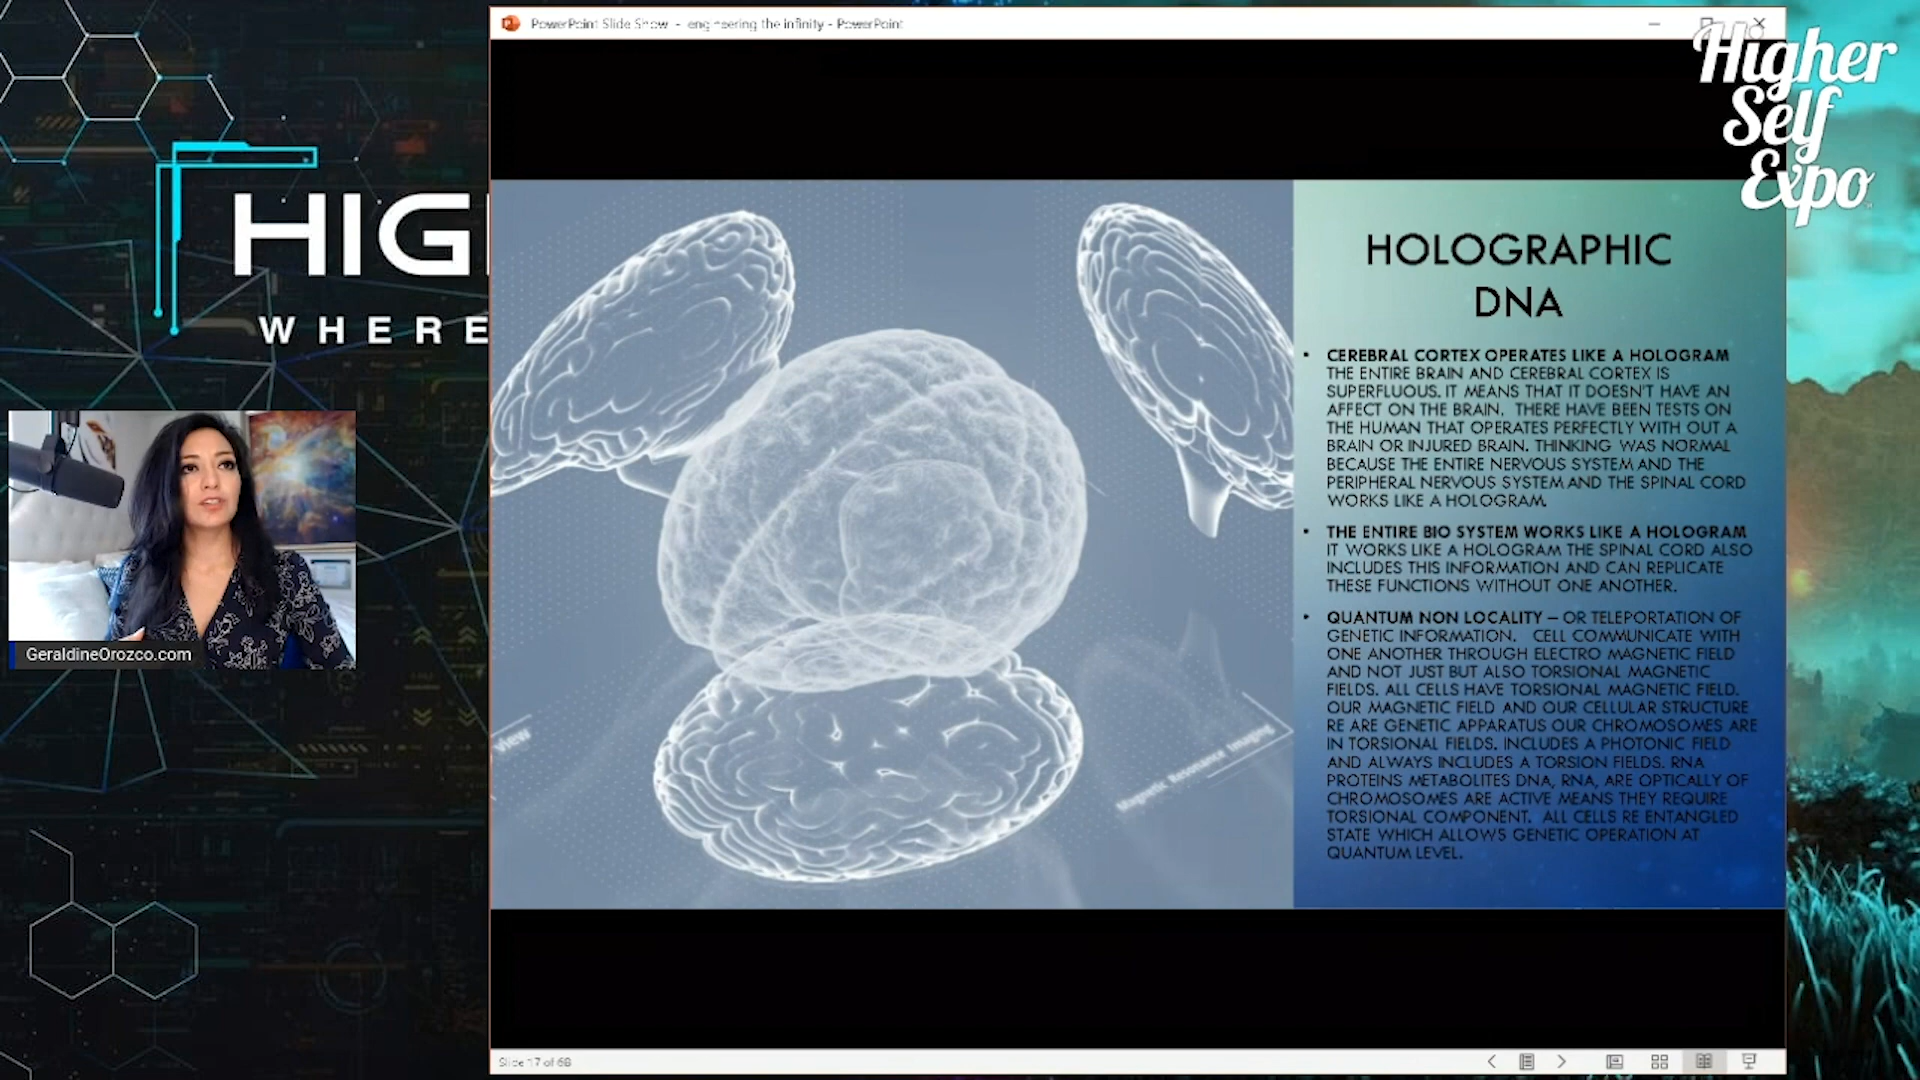 PowerPoint Slide Show - engineering the infinity - PowerPoint
Higher
Self
Expo
HIG
WHERE
HOLOGRAPHIC
DNA
• CEREBRAL CORTEX OPERATES LIKE A HOLOGRAM
THE ENTIRE BRAIN AND CEREBRAL CORTEX IS
SUPERFLUOUS. IT MEANS THAT IT DOESN'T HAVE AN
AFFECT ON THE BRAIN. THERE HAVE BEEN TESTS ON
THE HUMAN THAT OPERATES PERFECTLY WITH OUT A
BRAIN OR INJURED BRAIN. THINKING WAS NORMAL
BECAUSE THE ENTIRE NERVOUS SYSTEM AND THE
PERIPHERAL NERVOUS SYSTEM AND THE SPINAL CORD
WORKS LIKE A HOLOGRAM.
• THE ENTIRE BIO SYSTEM WORKS LIKE A HOLOGRAM
IT WORKS LIKE A HOLOGRAM THE SPINAL CORD ALSO
INCLUDES THIS INFORMATION AND CAN REPLICATE
THESE FUNCTIONS WITHOUT ONE ANOTHER.
• QUANTUM NON LOCALITY – OR TELEPORTATION OF
GENETIC INFORMATION. CELL COMMUNICATE WITH
ONE ANOTHER THROUGH ELECTRO MAGNETIC FIELD
AND NOT JUST BUT ALSO TORSIONAL MAGNETIC
FIELDS. ALL CELLS HAVE TORSIONAL MAGNETIC FIELD.
OUR MAGNETIC FIELD AND OUR CELLULAR STRUCTURE
RE ARE GENETIC APPARATUS OUR CHROMOSOMES ARE
IN TORSIONAL FIELDS. INCLUDES A PHOTONIC FIELD
AND ALWAYS INCLUDES A TORSION FIELDS. RNA
PROTEINS METABOLITES DNA, RNA, ARE OPTICALLY OF
CHROMOSOMES ARE ACTIVE MEANS THEY REQUIRE
TORSIONAL COMPONENT. ALL CELLS RE ENTANGLED
STATE WHICH ALLOWS GENETIC OPERATION AT
QUANTUM LEVEL.
view
Magnetic Resonance Imaging
GeraldineOrozco.com
Slide 17 of 68